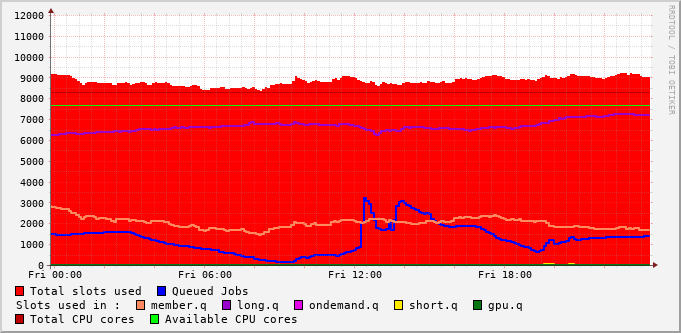 RRDTOOL / TOBI OETIKER
12000
11000
10000
9000
8000
7000
6000
5000
4000
3000
2000
1000
0
Fri 00:00 Fri 06:00 Fri 12:00 Fri 18:00
Total slots used Queued Jobs
Slots used in : member.q long.q ondemand.q short.q gpu.q
Total CPU cores Available CPU cores